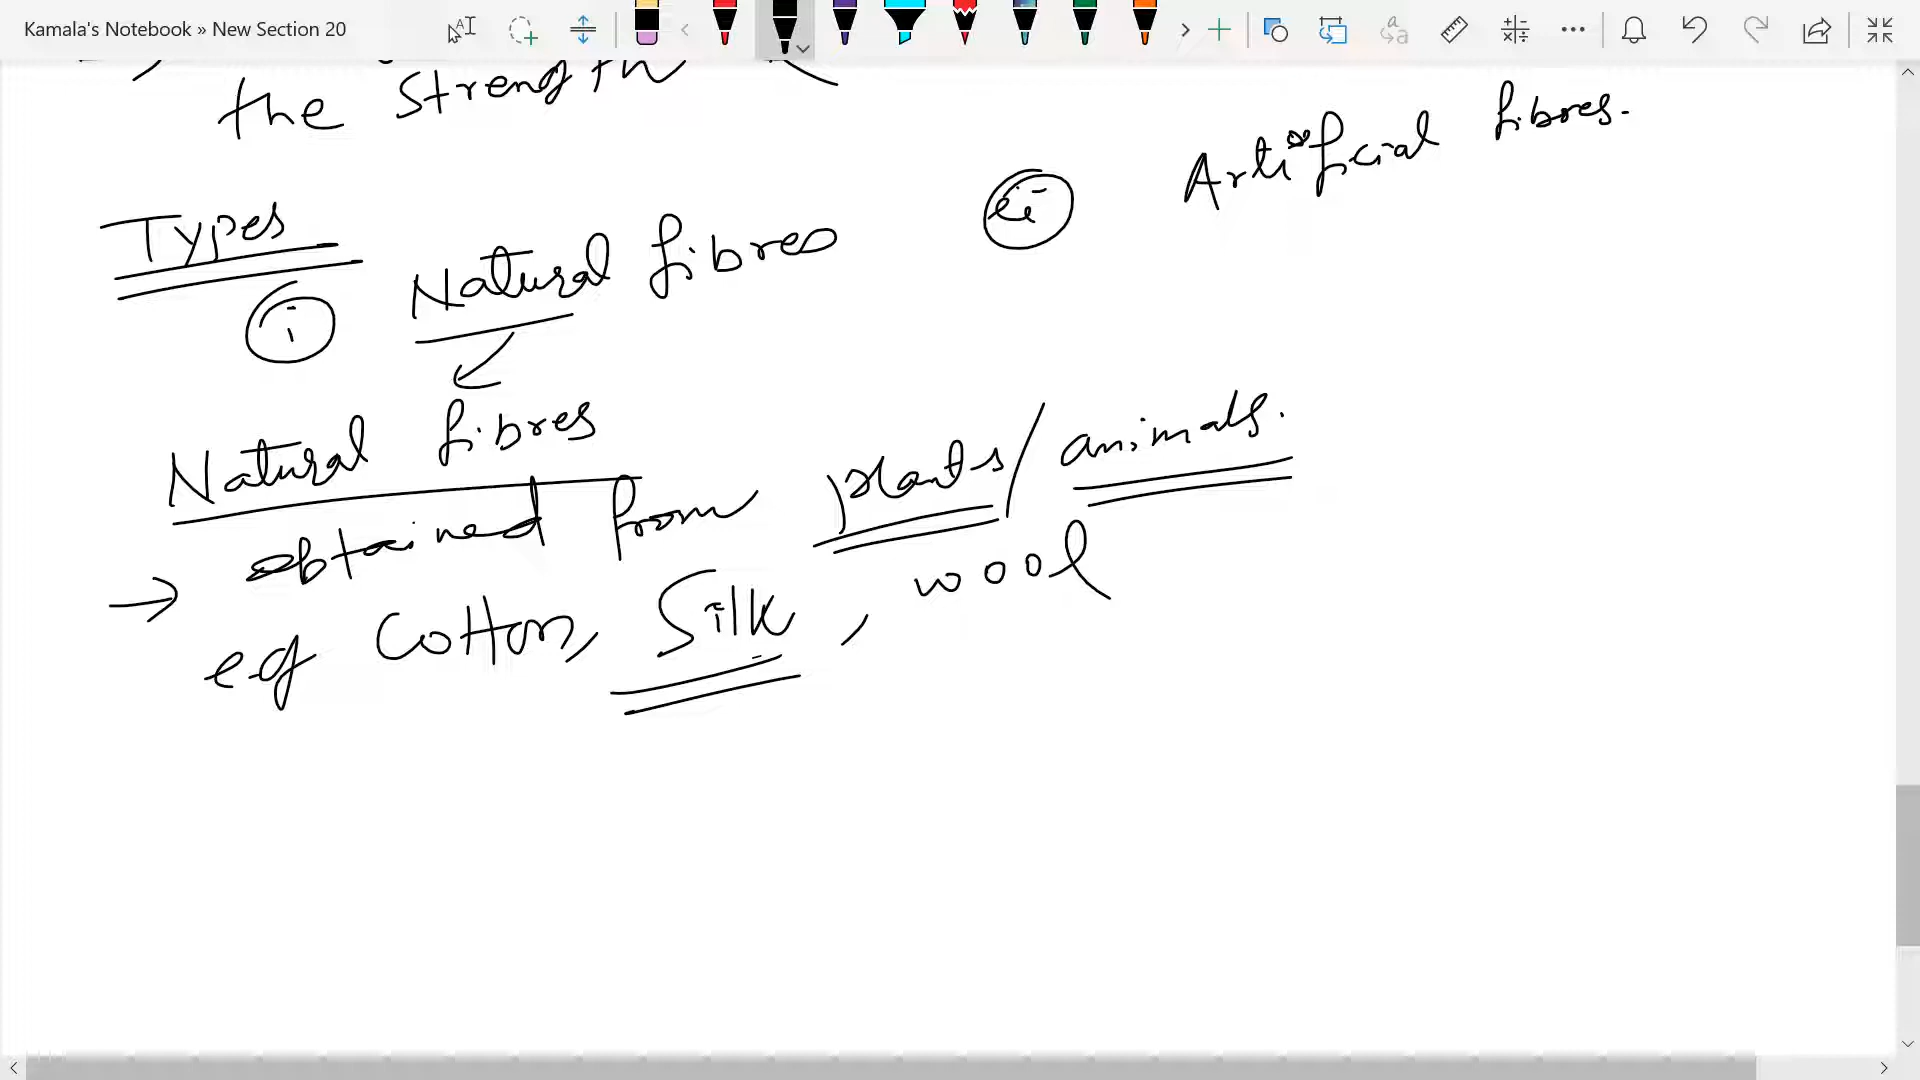 Kamala's Notebook » New Section 20
the strength
Types
i Natural fibres
ii Artificial fibres.
Natural fibres
→ obtained from plants/animals.
eg Cotton, Silk, wool